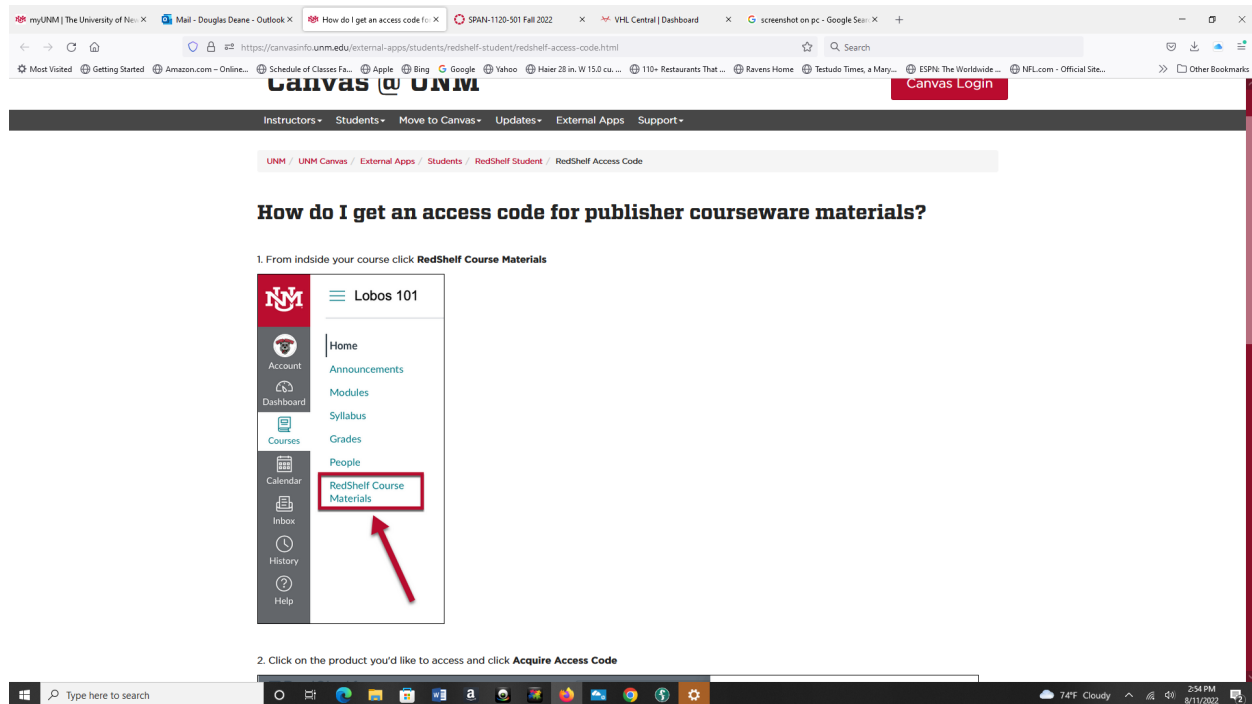 myUNM | The University of New
Mail - Douglas Deane - Outlook
How do I get an access code fo
SPAN-1120-501 Fall 2022
VHL Central | Dashboard
screenshot on pc - Google Sear
https://canvasinfo.unm.edu/external-apps/students/redshelf-student/redshelf-access-code.html
Search
Most Visited Getting Started Amazon.com – Online... Schedule of Classes Fa... Apple Bing Google Yahoo Haier 28 in. W 15.0 cu. ... 110+ Restaurants That ... Ravens Home Testudo Times, a Mary... ESPN: The Worldwide ... NFL.com - Official Site... Other Bookmarks
Canvas @ UNM
Canvas Login
Instructors Students Move to Canvas Updates External Apps Support
UNM / UNM Canvas / External Apps / Students / RedShelf Student / RedShelf Access Code
How do I get an access code for publisher courseware materials?
1. From indside your course click RedShelf Course Materials
UNM
Lobos 101
Account
Dashboard
Courses
Calendar
Inbox
History
Help
Home
Announcements
Modules
Syllabus
Grades
People
RedShelf Course
Materials
2. Click on the product you'd like to access and click Acquire Access Code
Type here to search
74°F Cloudy
2:54 PM
8/11/2022